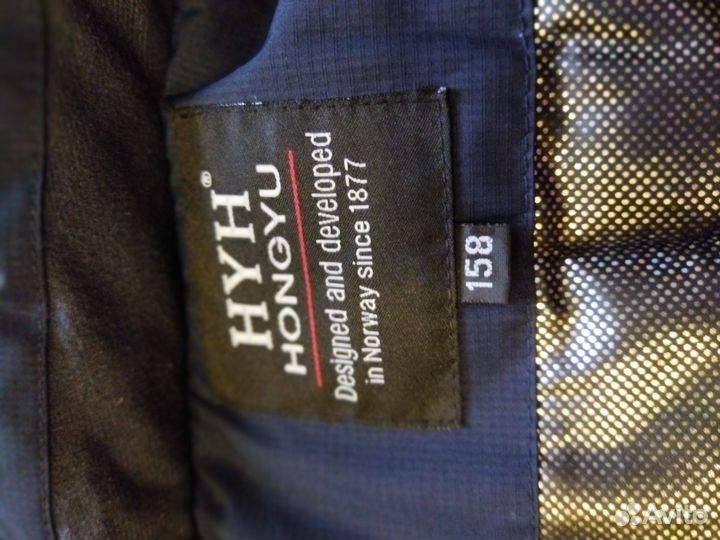 HYH®
HONGYU
Designed and developed
in Norway since 1877
158
Avito